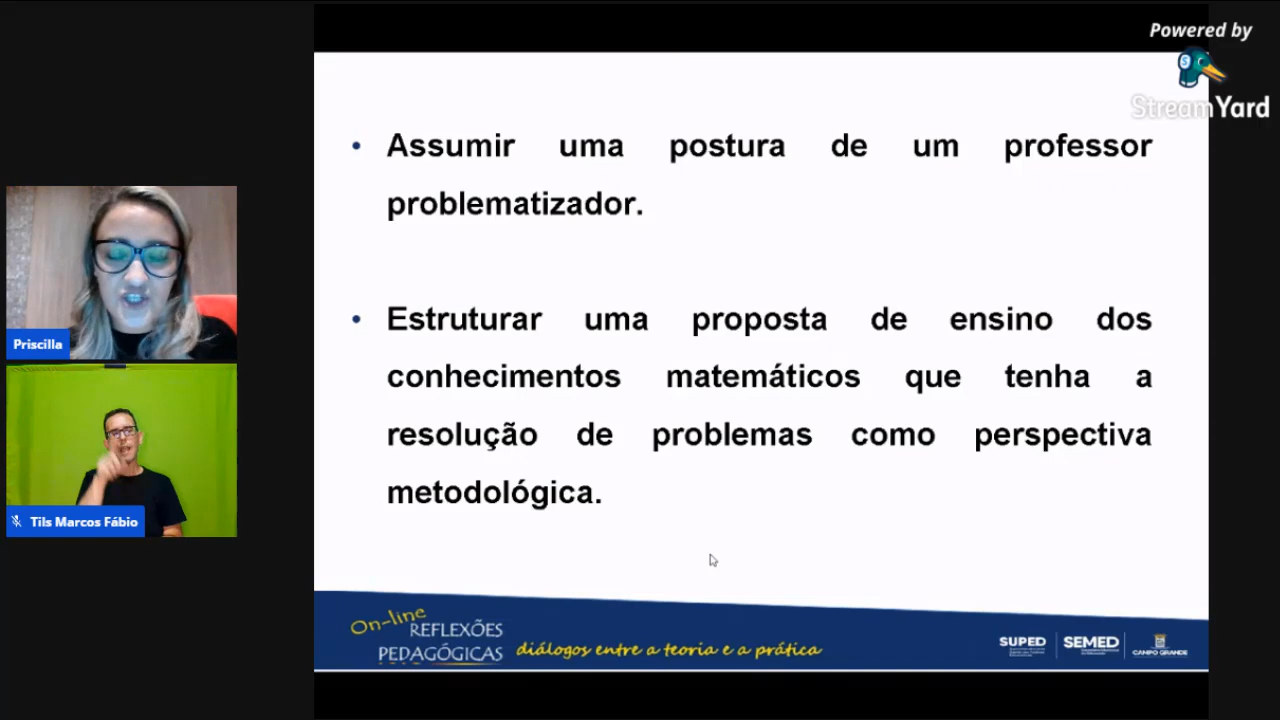 Powered by
StreamYard
• Assumir uma postura de um professor
problematizador.
• Estruturar uma proposta de ensino dos
conhecimentos matemáticos que tenha a
resolução de problemas como perspectiva
metodológica.
Priscilla
Tils Marcos Fábio
On-line
REFLEXÕES
PEDAGÓGICAS
diálogos entre a teoria e a prática
SUPED
SEMED
CAMPO GRANDE